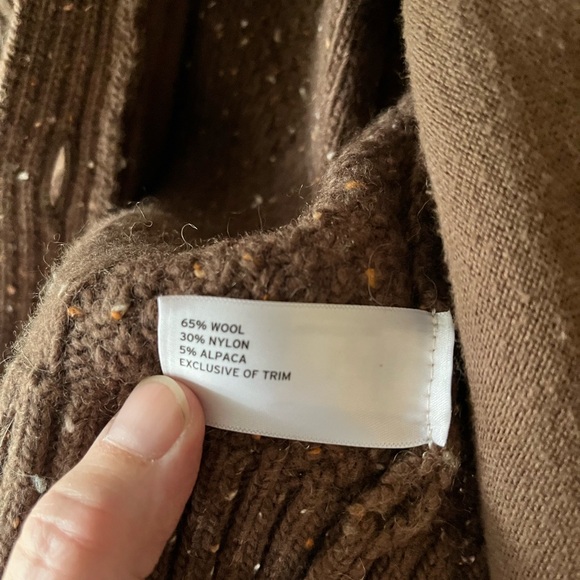 65% WOOL
30% NYLON
5% ALPACA
EXCLUSIVE OF TRIM